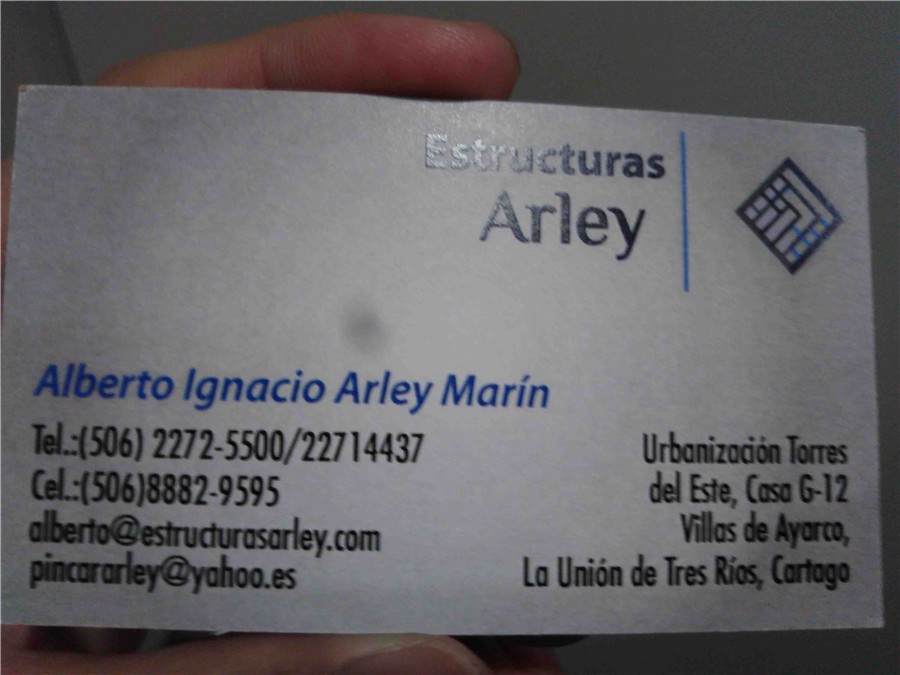 Estructuras
Arley
Alberto Ignacio Arley Marín
Tel.:(506) 2272-5500/22714437
Cel.:(506)8882-9595
alberto@estructurasarley.com
pincararley@yahoo.es
Urbanización Torres
del Este, Casa G-12
Villas de Ayarco,
La Unión de Tres Ríos, Cartago